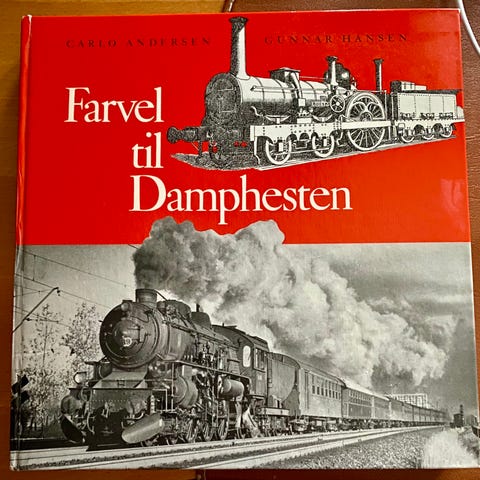 CARLO ANDERSEN GUNNAR HANSEN
Farvel
til
Damphesten